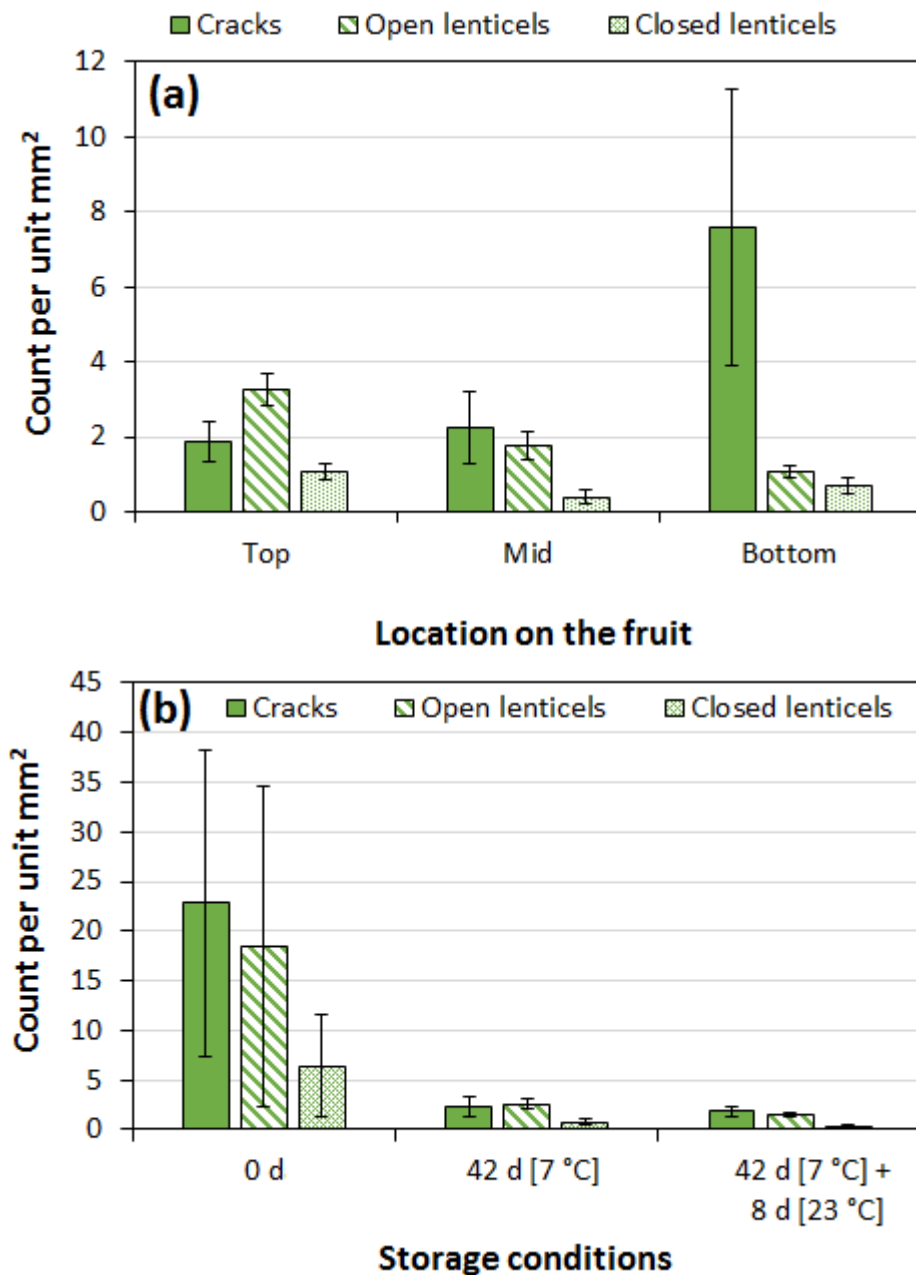 Cracks Open lenticels Closed lenticels
(a)
Count per unit mm²
12
10
8
6
4
2
0
Top Mid Bottom
Location on the fruit
(b)
Cracks Open lenticels Closed lenticels
Count per unit mm²
45
40
35
30
25
20
15
10
5
0
0 d 42 d [7 °C] 42 d [7 °C] +
8 d [23 °C]
Storage conditions